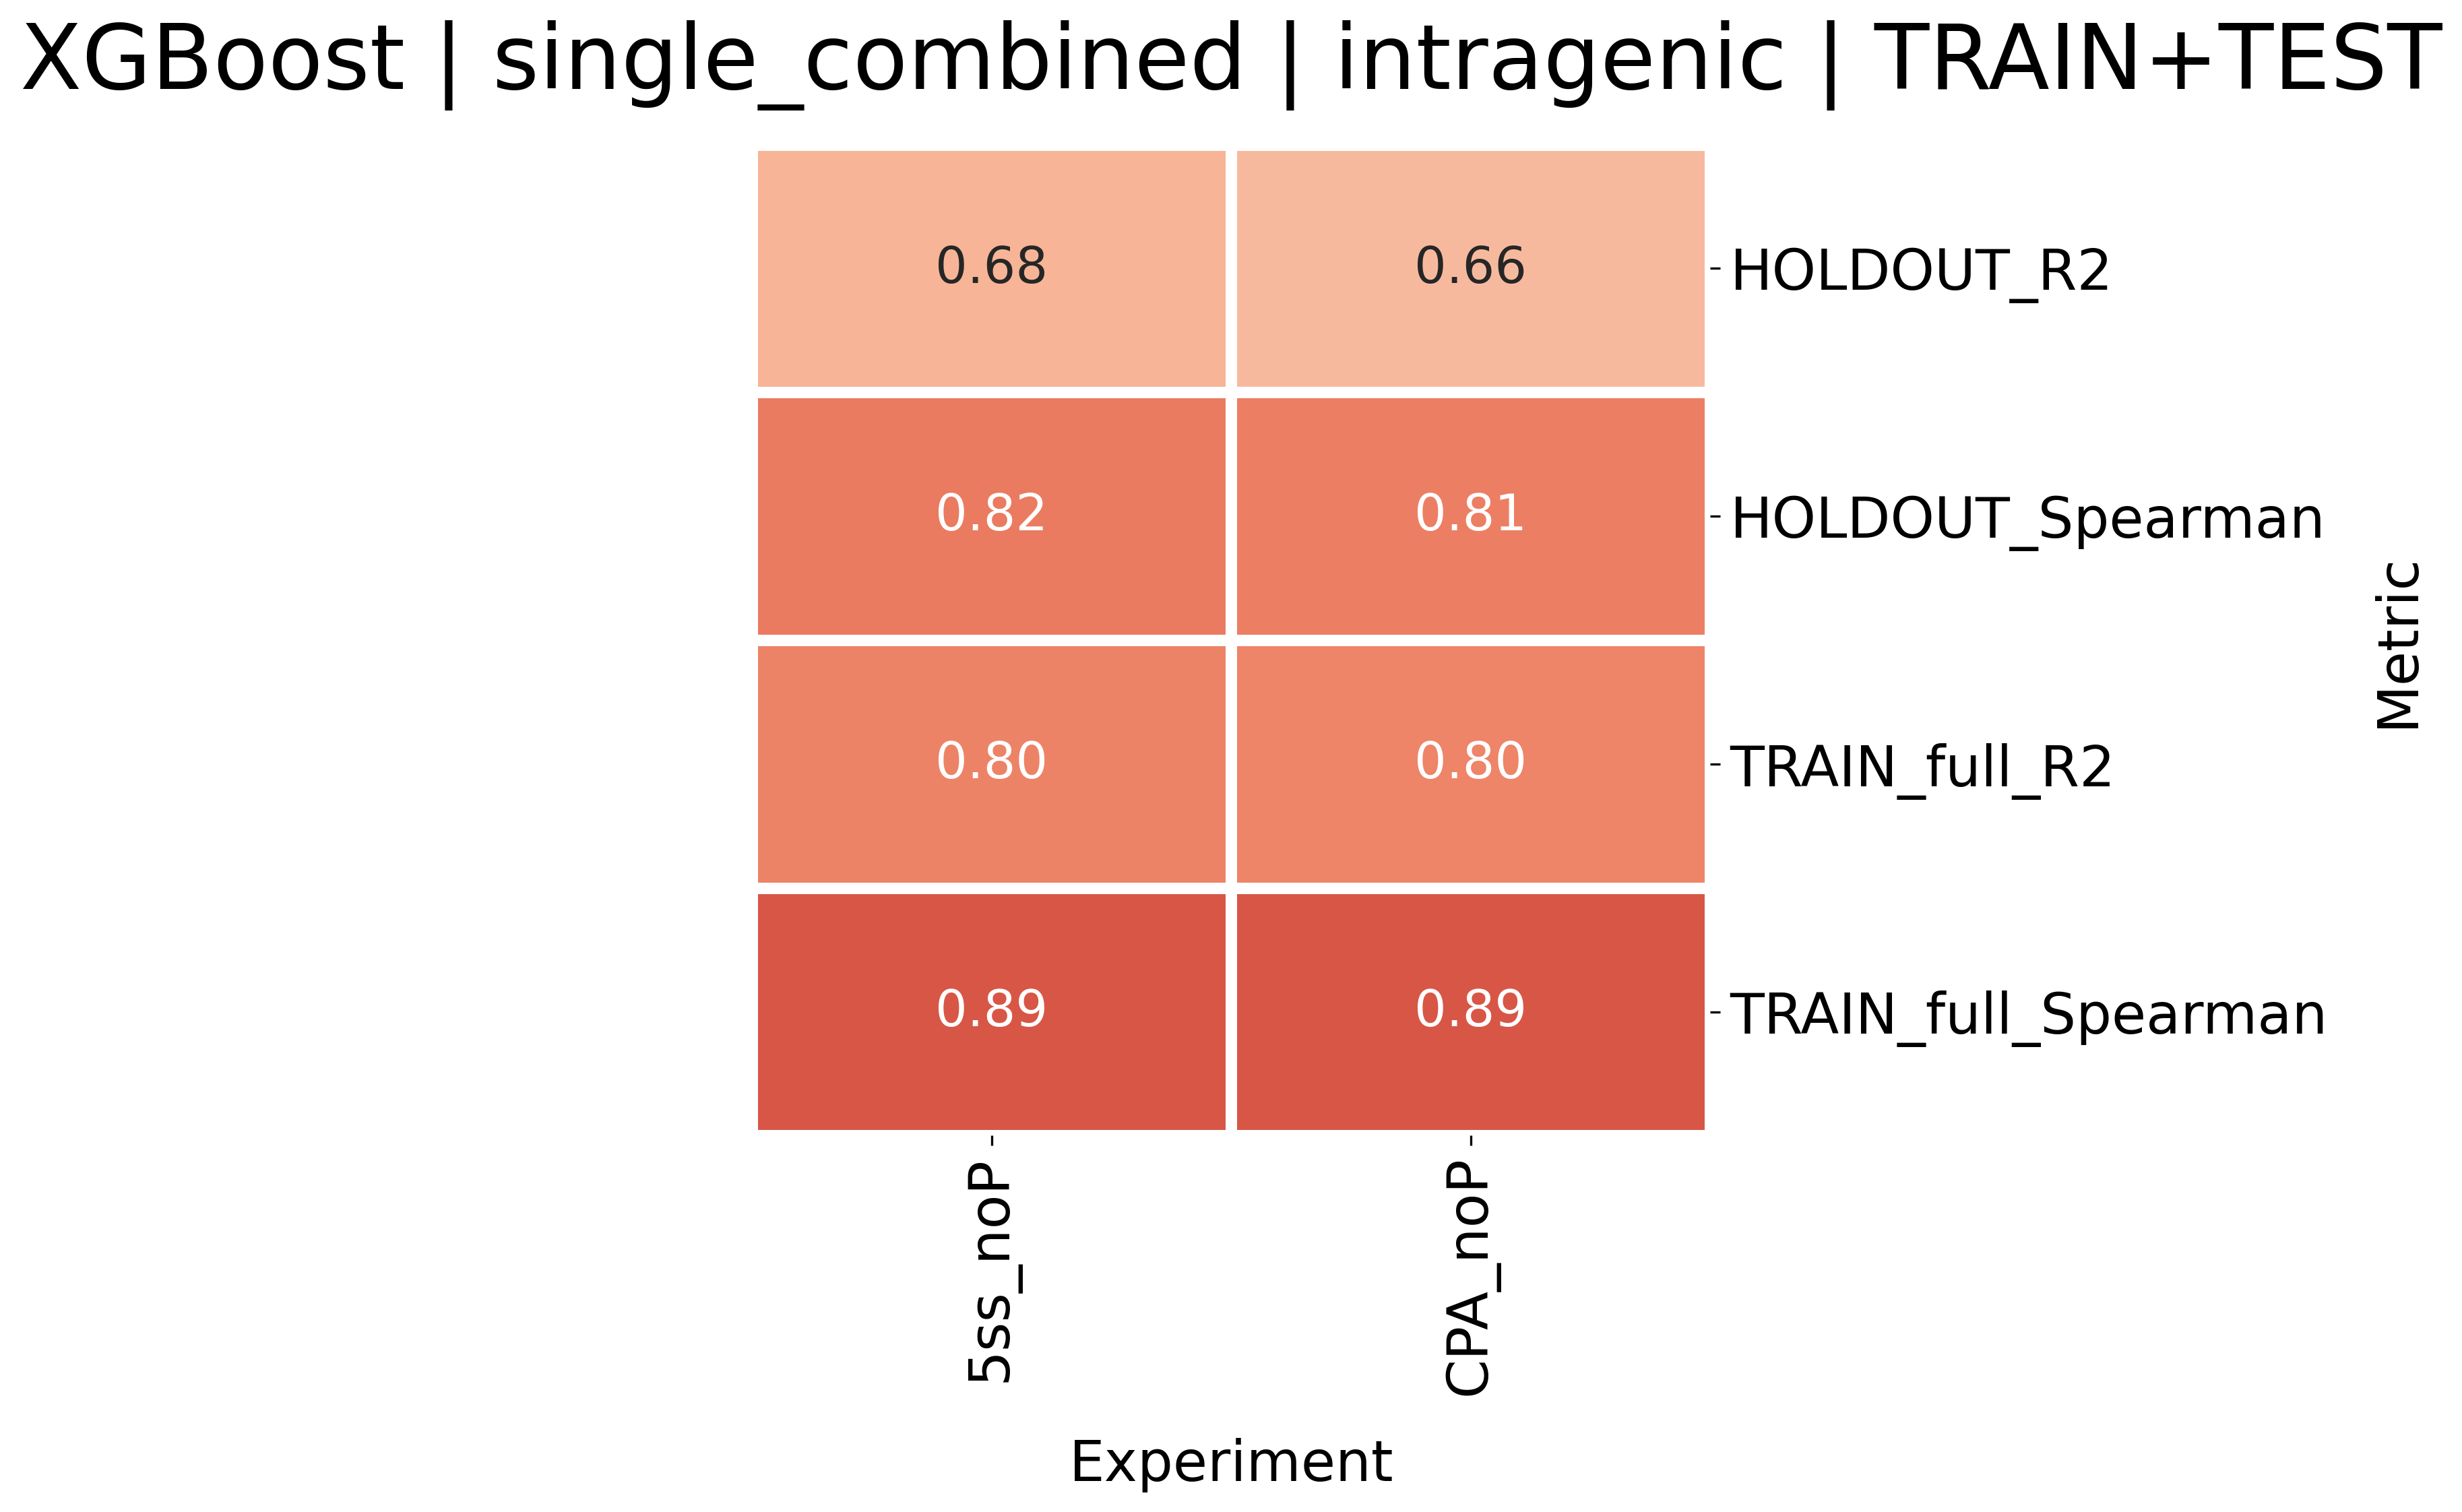 XGBoost | single_combined | intragenic | TRAIN+TEST
0.68 0.66 HOLDOUT_R2
0.82 0.81 HOLDOUT_Spearman
Metric
0.80 0.80 TRAIN_full_R2
0.89 0.89 TRAIN_full_Spearman
5ss_noP CPA_noP
Experiment